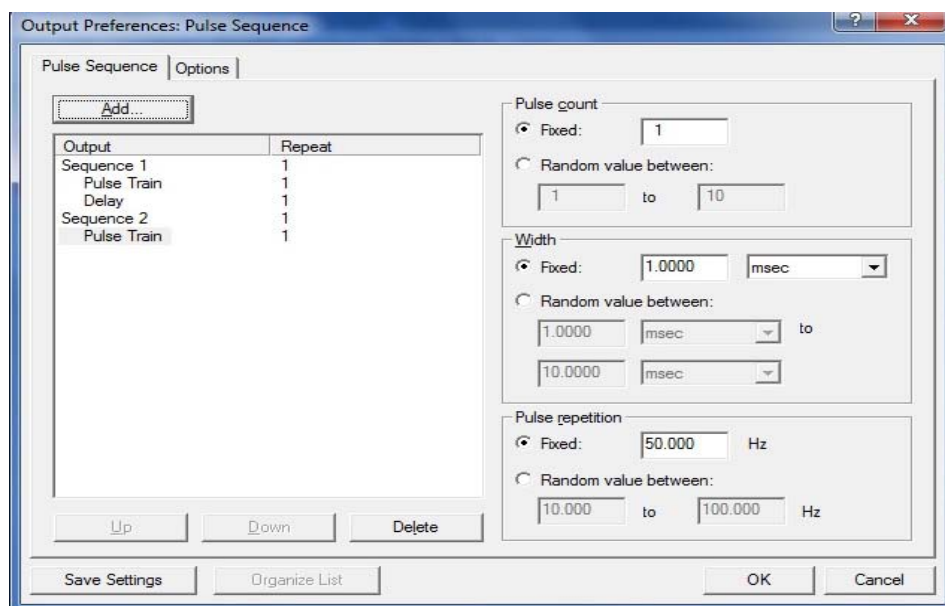 Output Preferences: Pulse Sequence
?
Pulse Sequence
Options
Add...
Output Repeat
Sequence 1 1
Pulse Train 1
Delay 1
Sequence 2 1
Pulse Train 1
Up Down Delete
Pulse count
Fixed: 1
Random value between:
1 to 10
Width
Fixed: 1.0000 msec
Random value between:
1.0000 msec to
10.0000 msec
Pulse repetition
Fixed: 50.000 Hz
Random value between:
10.000 to 100.000 Hz
Save Settings Organize List OK Cancel